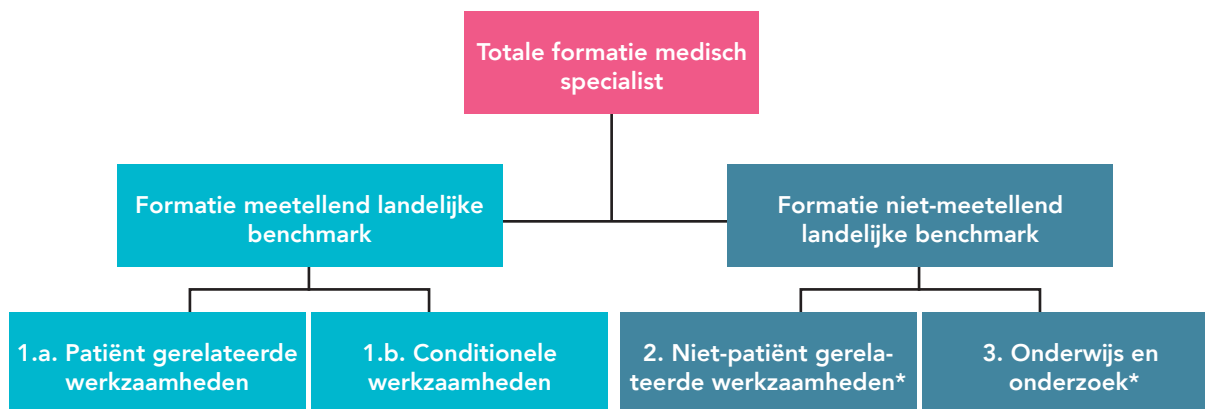 Totale formatie medisch
specialist
Formatie meetellend landelijke
benchmark
Formatie niet-meetellend
landelijke benchmark
1.a. Patiënt gerelateerde
werkzaamheden
1.b. Conditionele
werkzaamheden
2. Niet-patiënt gerela-
teerde werkzaamheden*
3. Onderwijs en
onderzoek*